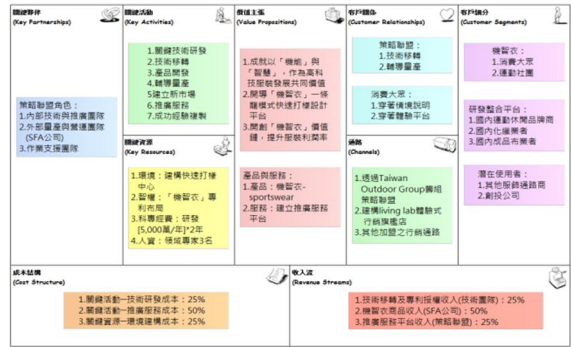 關鍵夥伴
(Key Partnerships)
策略聯盟角色：
1.內部技術與推廣團隊
2.外部量產與營運團隊
(SFA公司)
3.作業支援團隊
關鍵活動
(Key Activities)
1.關鍵技術研發
2.技術移轉
3.產品開發
4.輔導量產
5建立新市場
6.推廣服務
7.成功經驗複製
關鍵資源
(Key Resources)
1.環境：建構快速打樣
中心
2.智權：「機智衣」專
利布局
3.科專經費：研發
[5,000萬/年]*2年
4.人資：領域專家3名
價值主張
(Value Propositions)
1.成就以「機能」與
「智慧」，作為高科
技服裝發展共同價值
2.開導「機智衣」一條
龍模式快速打樣設計
平台
3.開創「機智衣」價值
鏈，提升服裝利潤率
產品與服務：
1.產品：機智衣-
sportswear
2.服務：建立推廣服務
平台
客戶關係
(Customer Relationships)
策略聯盟：
1.技術移轉
2.輔導量產
消費大眾：
1.穿著情境說明
2.穿著體驗平台
通路
(Channels)
1.透過Taiwan
Outdoor Group籌組
策略聯盟
2.建構living lab體驗式
行銷旗艦店
3.其他加盟之行銷通路
客戶區分
(Customer Segments)
機智衣：
1.消費大眾
2.運動社團
研發整合平台：
1.國內運動休閒品牌商
2.國內化纖業者
3.國內成品布業者
潛在使用者：
1.其他服飾通路商
2.創投公司
成本結構
(Cost Structure)
1.關鍵活動—技術研發成本：25%
2.關鍵活動—推廣服務成本：50%
3.關鍵資源—環境建構成本：25%
收入流
(Revenue Streams)
1.技術移轉及專利授權收入(技術團隊)：25%
2.機智衣商品收入(SFA公司)：50%
3.推廣服務平台收入(策略聯盟)：25%